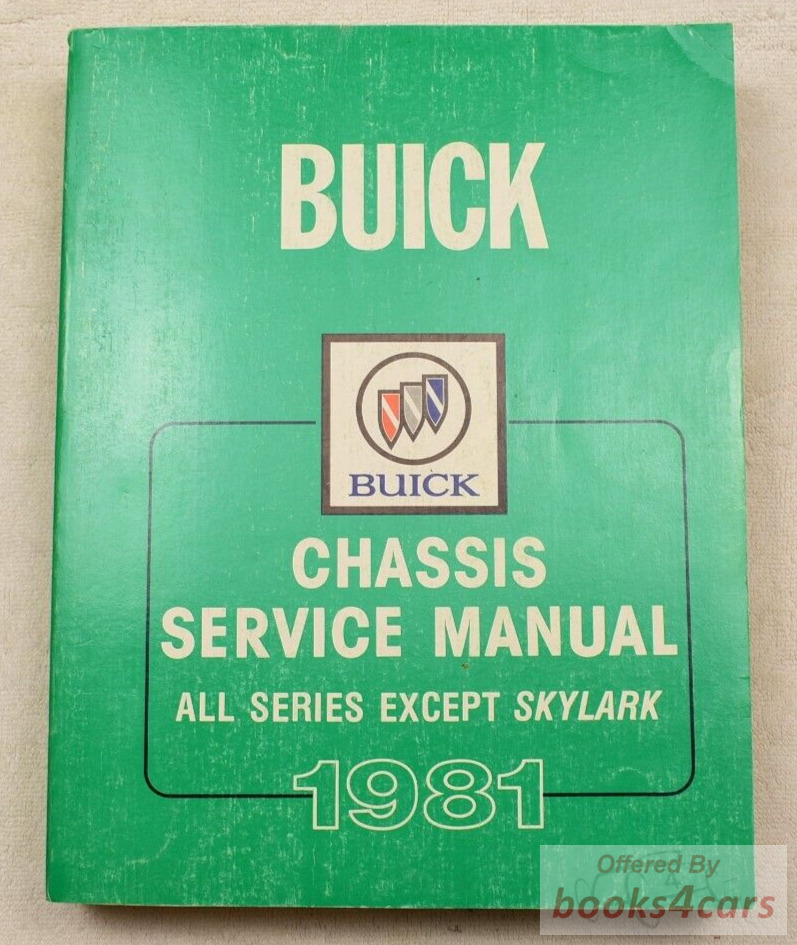 BUICK
BUICK
CHASSIS
SERVICE MANUAL
ALL SERIES EXCEPT SKYLARK
1981
Offered By
books4cars